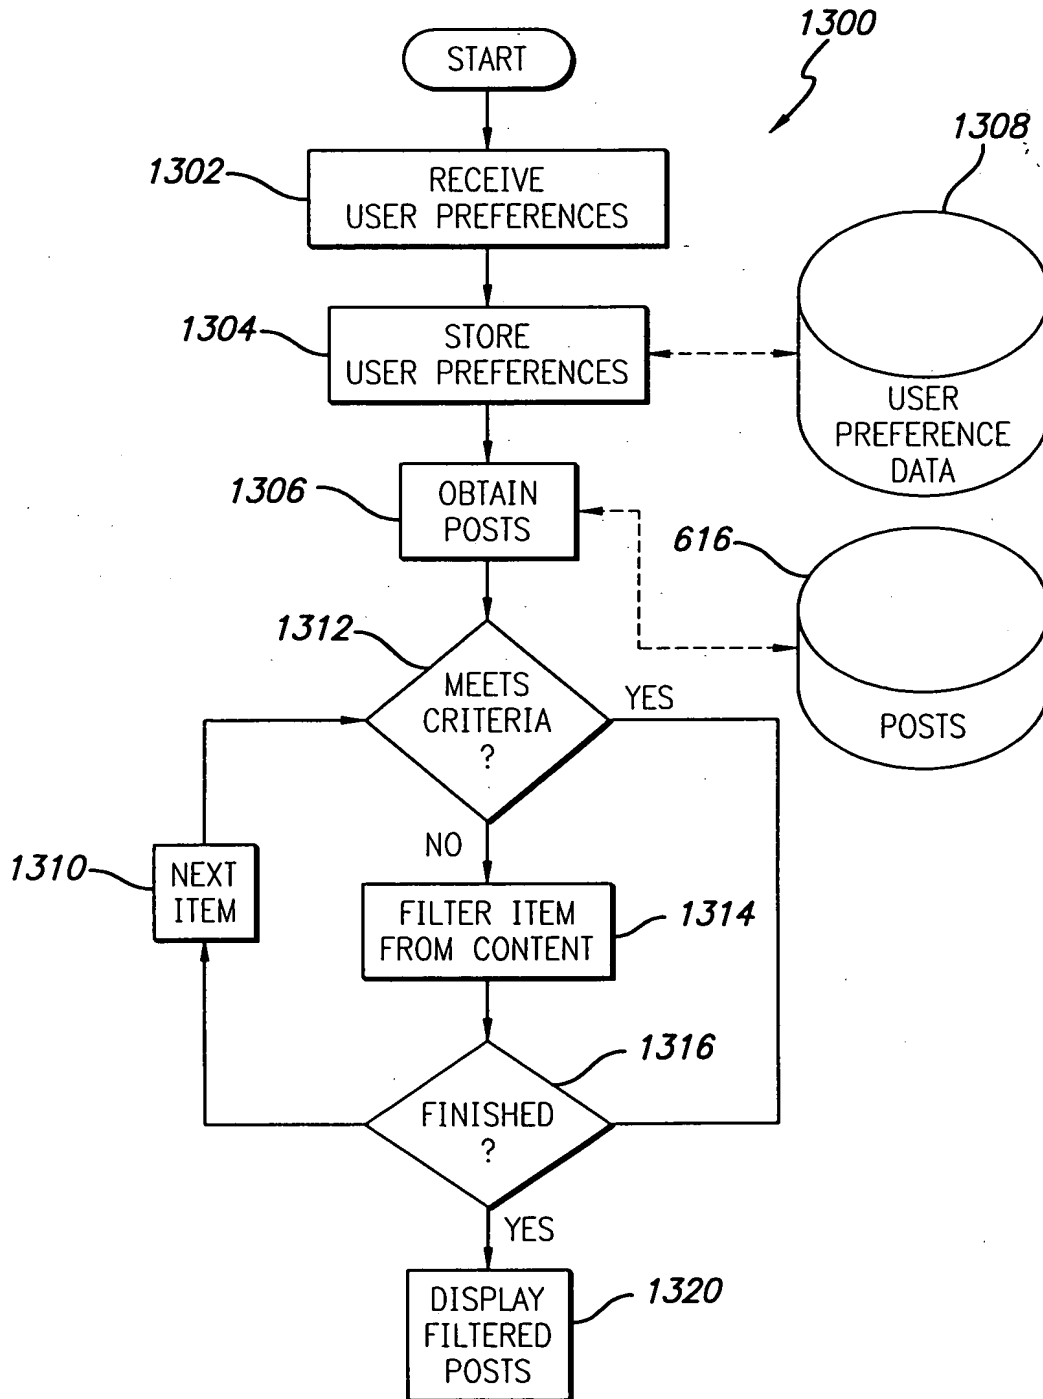 1300
START
1308
1302
RECEIVE
USER PREFERENCES
1304
STORE
USER PREFERENCES
USER
PREFERENCE
DATA
1306
OBTAIN
POSTS
616
1312
MEETS
CRITERIA
?
YES
POSTS
NO
1310
NEXT
ITEM
FILTER ITEM
FROM CONTENT
1314
1316
FINISHED
?
YES
DISPLAY
FILTERED
POSTS
1320